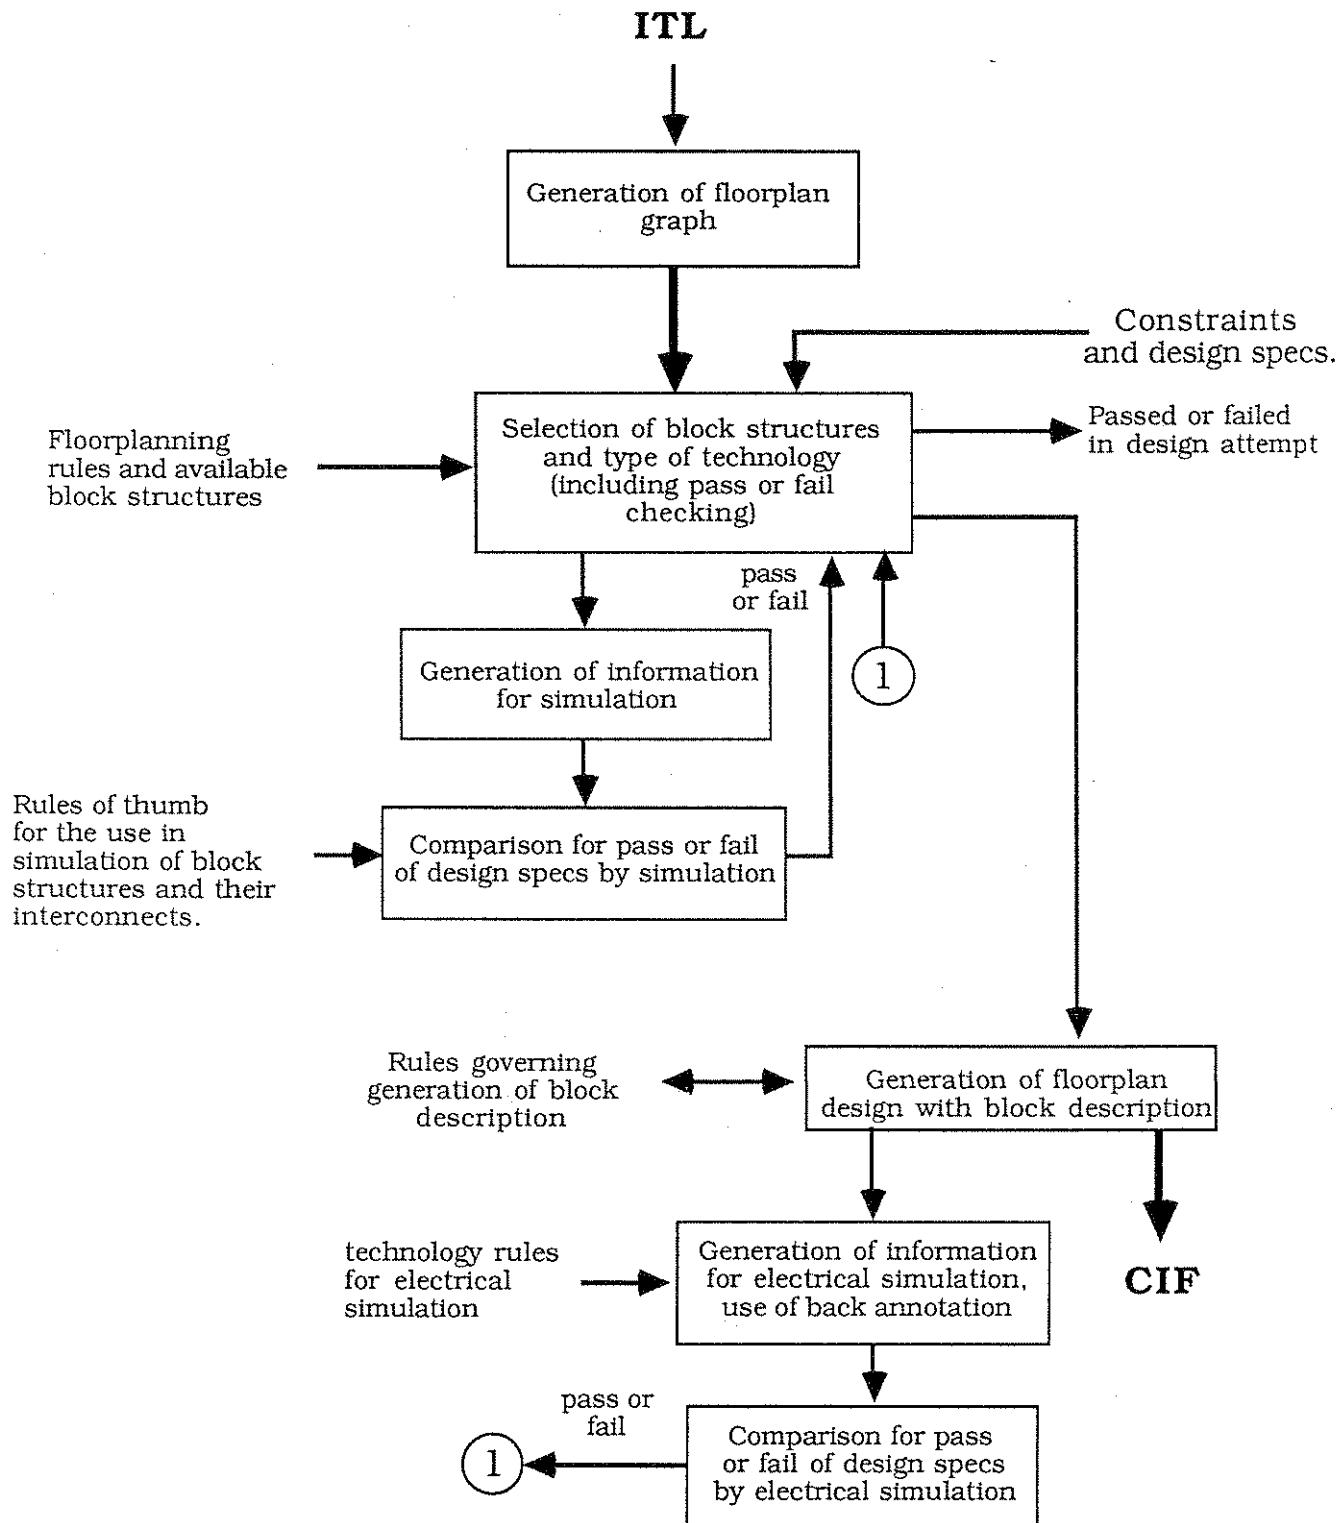 ITL
Generation of floorplan
graph
Constraints
and design specs.
Floorplanning
rules and available
block structures
Selection of block structures
and type of technology
(including pass or fail
checking)
Passed or failed
in design attempt
pass
or fail
1
Generation of information
for simulation
Rules of thumb
for the use in
simulation of block
structures and their
interconnects.
Comparison for pass or fail
of design specs by simulation
Rules governing
generation of block
description
Generation of floorplan
design with block description
technology rules
for electrical
simulation
Generation of information
for electrical simulation,
use of back annotation
CIF
pass or
fail
1
Comparison for pass
or fail of design specs
by electrical simulation